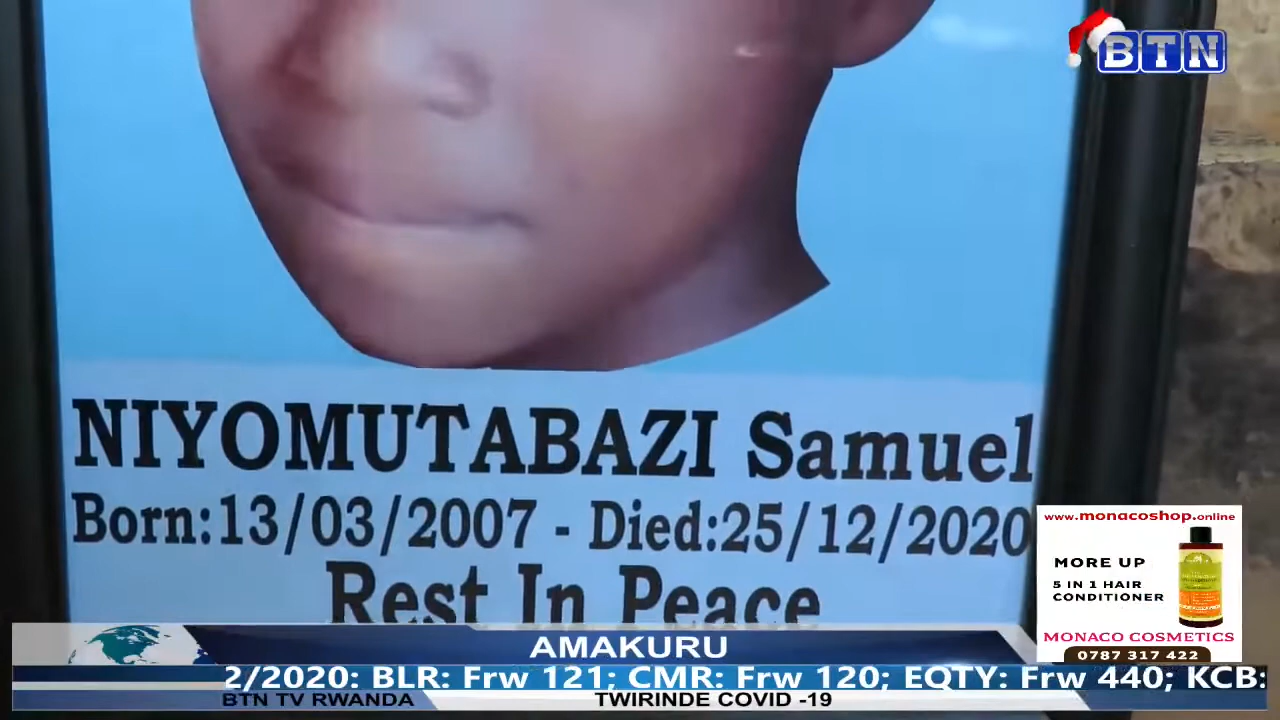 BTN
NIYOMUTABAZI Samuel
Born:13/03/2007 - Died:25/12/2020
Rest In Peace
www.monacoshop.online
MORE UP
5 IN 1 HAIR
CONDITIONER
MONACO COSMETICS
0787 317 422
AMAKURU
2/2020: BLR: Frw 121; CMR: Frw 120; EQTY: Frw 440; KCB:
BTN TV RWANDA
TWIRINDE COVID -19